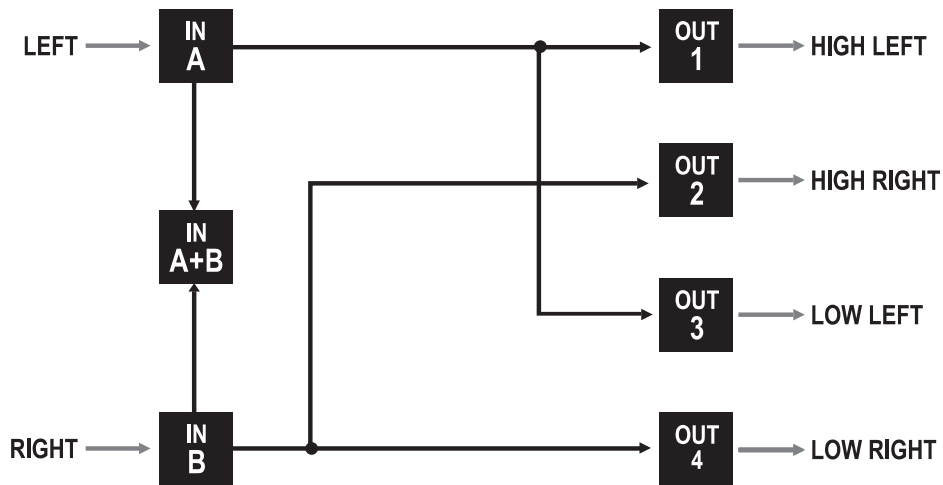 LEFT
IN
A
OUT
1
HIGH LEFT
OUT
2
HIGH RIGHT
IN
A+B
OUT
3
LOW LEFT
RIGHT
IN
B
OUT
4
LOW RIGHT